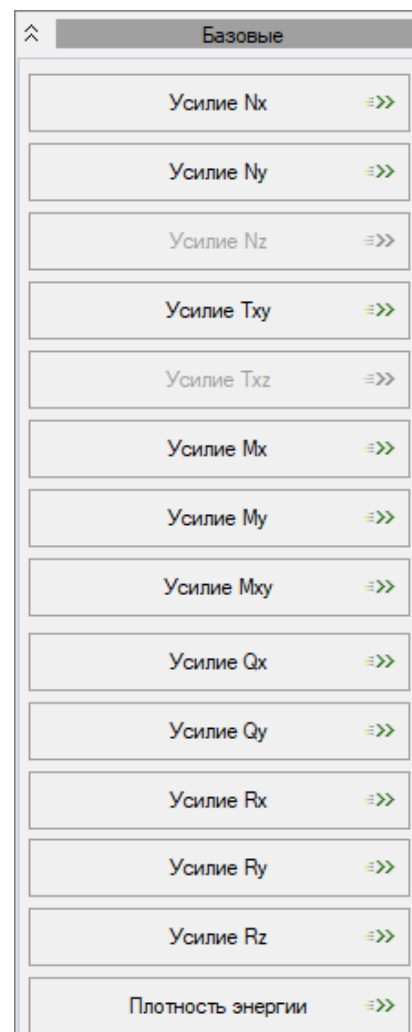 Базовые
Усилие Nx
Усилие Ny
Усилие Nz
Усилие Txy
Усилие Txz
Усилие Mx
Усилие My
Усилие Mxy
Усилие Qx
Усилие Qy
Усилие Rx
Усилие Ry
Усилие Rz
Плотность энергии